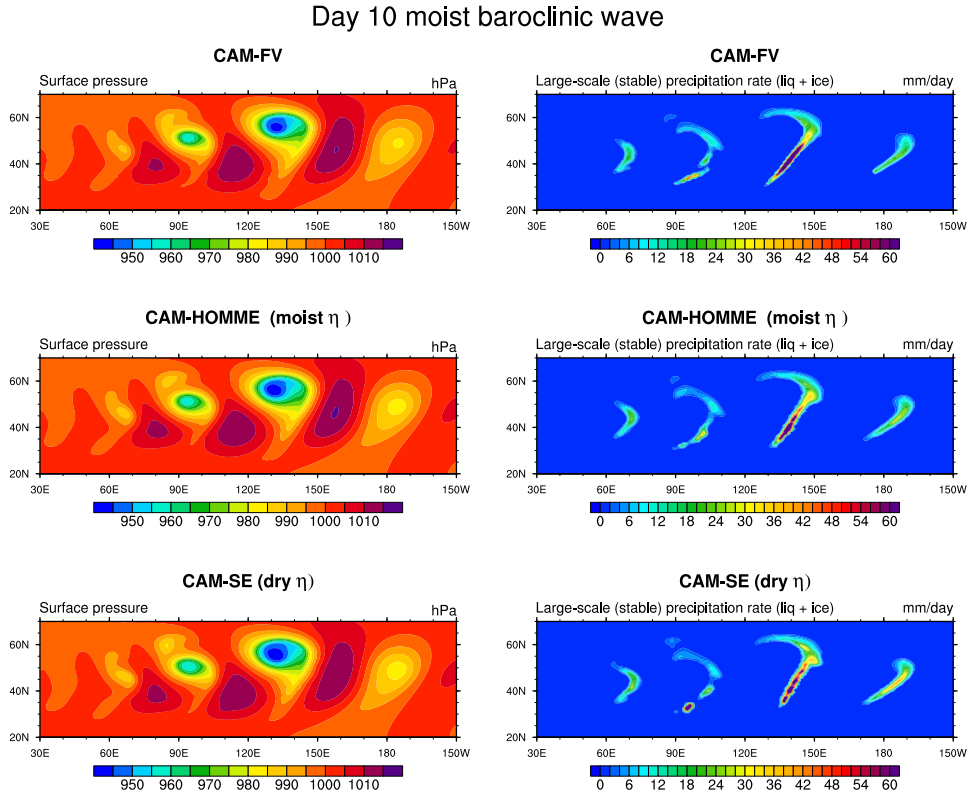 Day 10 moist baroclinic wave
CAM-FV
Surface pressure hPa
60N
40N
20N
30E 60E 90E 120E 150E 180 150W
950 960 970 980 990 1000 1010
CAM-FV
Large-scale (stable) precipitation rate (liq + ice) mm/day
60N
40N
20N
30E 60E 90E 120E 150E 180 150W
0 6 12 18 24 30 36 42 48 54 60
CAM-HOMME (moist η )
Surface pressure hPa
60N
40N
20N
30E 60E 90E 120E 150E 180 150W
950 960 970 980 990 1000 1010
CAM-HOMME (moist η )
Large-scale (stable) precipitation rate (liq + ice) mm/day
60N
40N
20N
30E 60E 90E 120E 150E 180 150W
0 6 12 18 24 30 36 42 48 54 60
CAM-SE (dry η)
Surface pressure hPa
60N
40N
20N
30E 60E 90E 120E 150E 180 150W
950 960 970 980 990 1000 1010
CAM-SE (dry η)
Large-scale (stable) precipitation rate (liq + ice) mm/day
60N
40N
20N
30E 60E 90E 120E 150E 180 150W
0 6 12 18 24 30 36 42 48 54 60